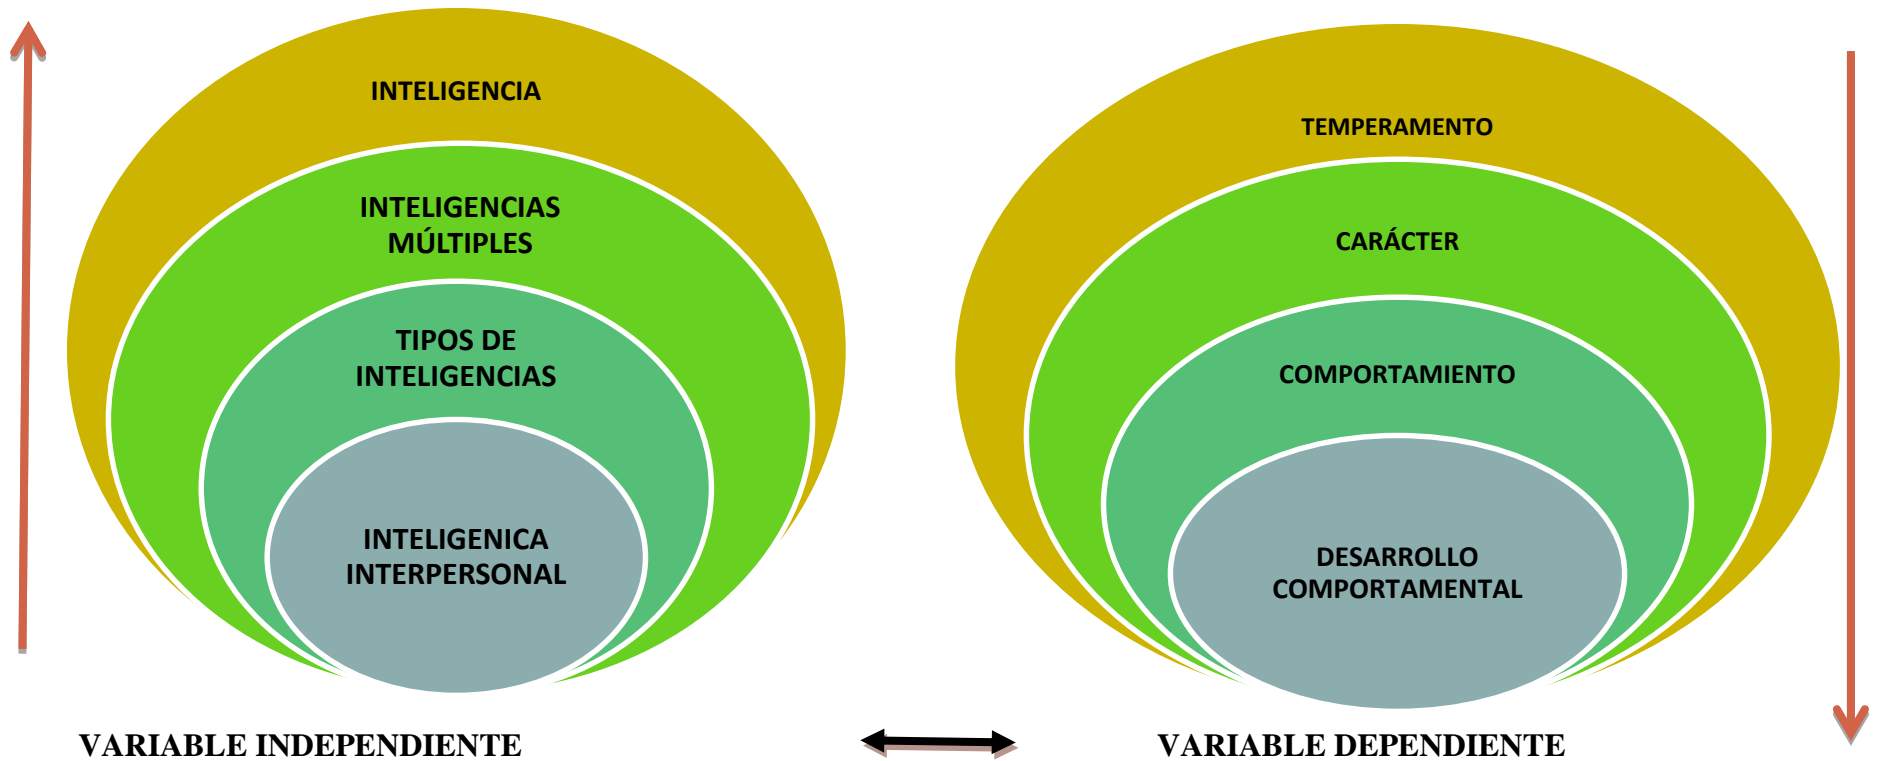 INTELIGENCIA
INTELIGENCIAS
MÚLTIPLES
TIPOS DE
INTELIGENCIAS
INTELIGENICA
INTERPERSONAL
TEMPERAMENTO
CARÁCTER
COMPORTAMIENTO
DESARROLLO
COMPORTAMENTAL
VARIABLE INDEPENDIENTE
VARIABLE DEPENDIENTE